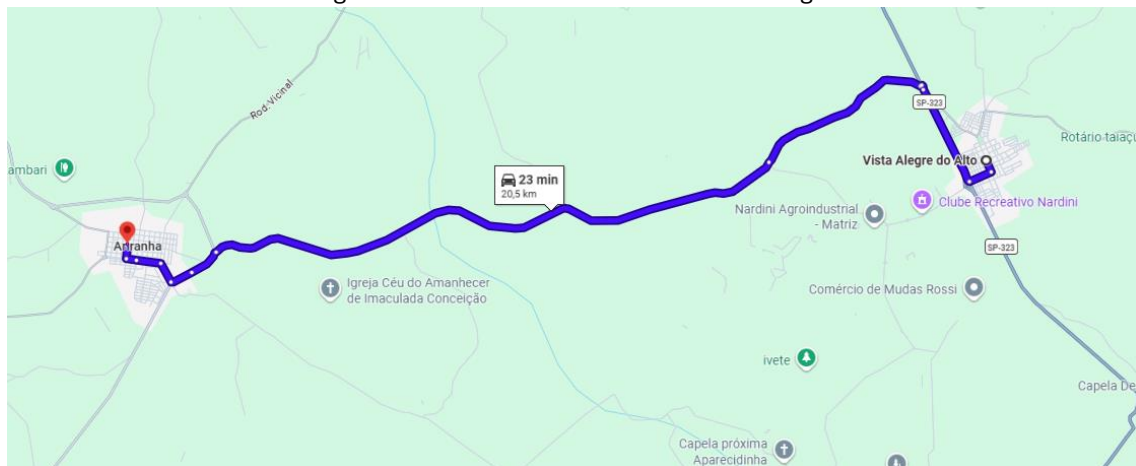 Rod. Vicinal
SP-323
Rotário taiaçu
Vista Alegre do Alto
ambari
23 min
20,5 km
Clube Recreativo Nardini
Nardini Agroindustrial
- Matriz
Ariranha
SP-323
Igreja Céu do Amanhecer
de Imaculada Conceição
Comércio de Mudas Rossi
ivete
Capela De
Capela próxima
Aparecidinha